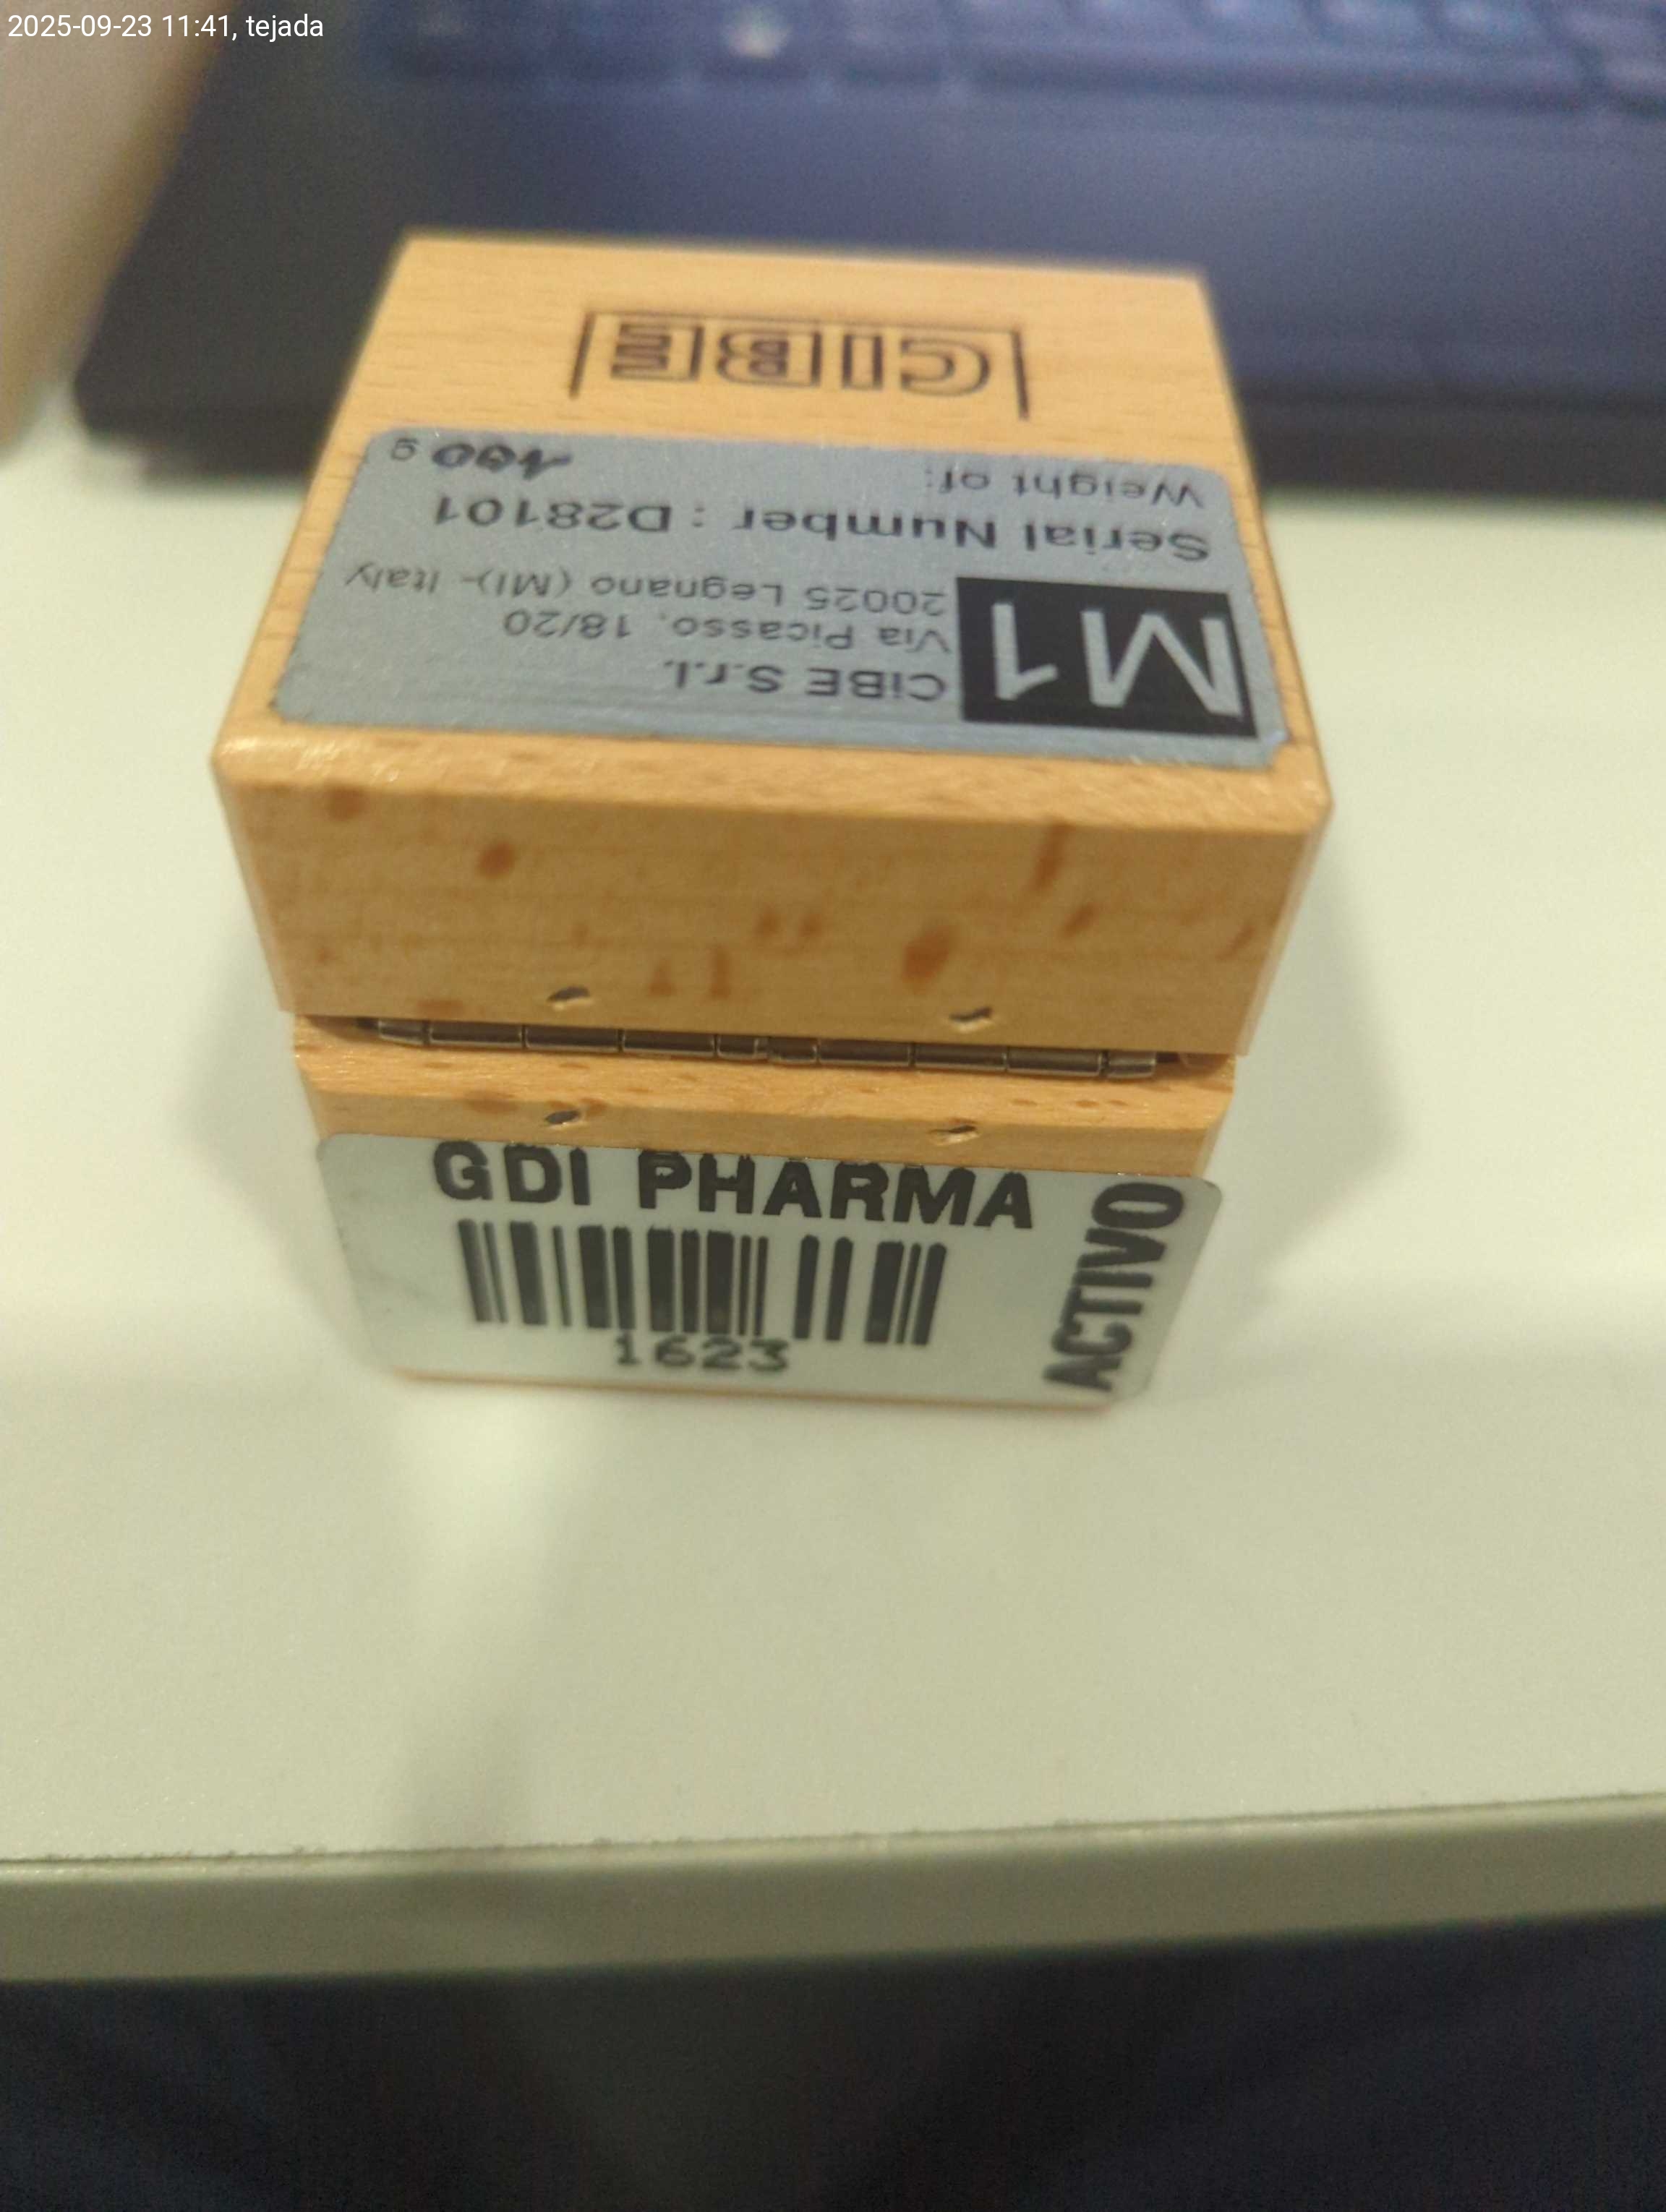 2025-09-23 11:41, tejada
CiBE S.r.l.
Via Picasso, 18/20
20025 Legnano (MI)- Italy
M1
Serial Number : D28101
Weight of: 100 g
CIBE
GDI PHARMA
1623
ACTIVO